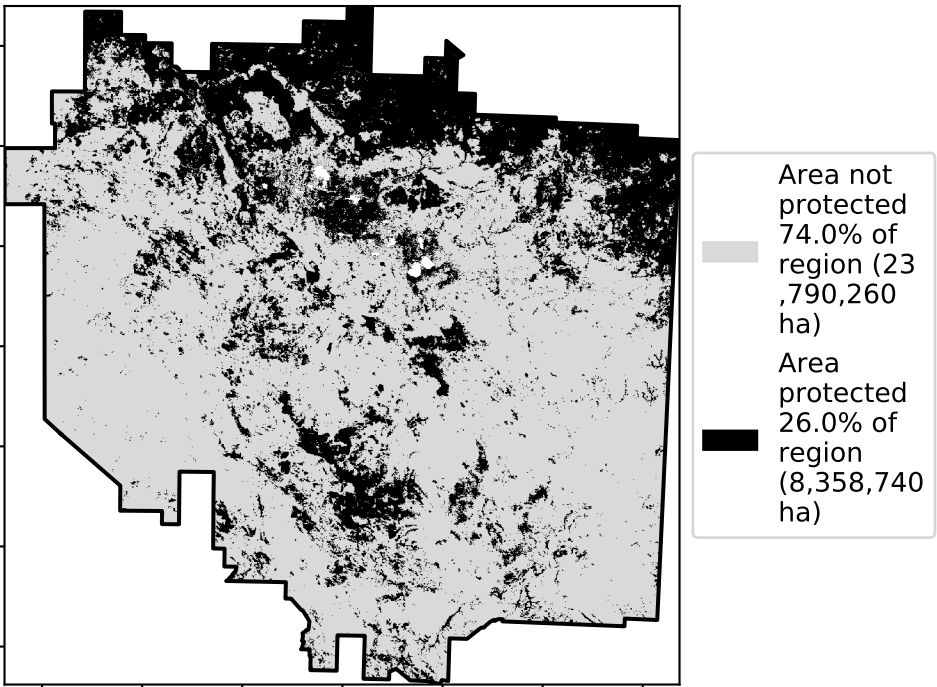 Area not
protected
74.0% of
region (23
,790,260
ha)
Area
protected
26.0% of
region
(8,358,740
ha)